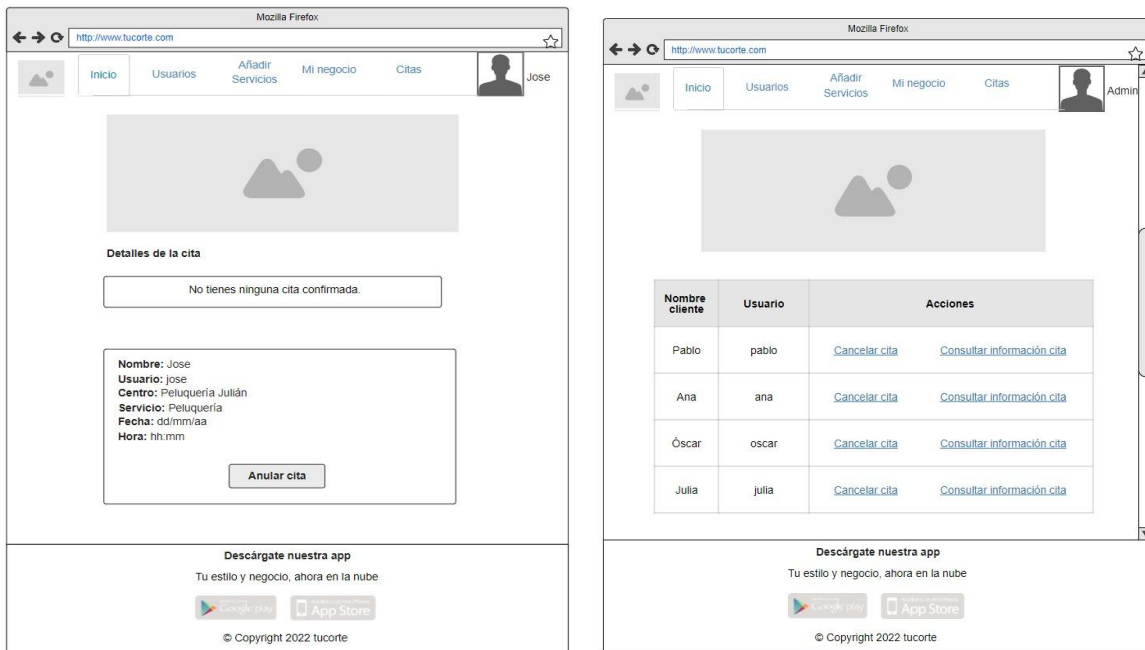 Mozilla Firefox
http://www.tucorte.com
Inicio Usuarios Añadir Servicios Mi negocio Citas Jose
Detalles de la cita
No tienes ninguna cita confirmada.
Nombre: Jose
Usuario: jose
Centro: Peluquería Julián
Servicio: Peluquería
Fecha: dd/mm/aa
Hora: hh:mm
Anular cita
Descárgate nuestra app
Tu estilo y negocio, ahora en la nube
Google play App Store
© Copyright 2022 tucorte
Mozilla Firefox
http://www.tucorte.com
Inicio Usuarios Añadir Servicios Mi negocio Citas Admin
Nombre cliente Usuario Acciones
Pablo pablo Cancelar cita Consultar información cita
Ana ana Cancelar cita Consultar información cita
Óscar oscar Cancelar cita Consultar información cita
Julia julia Cancelar cita Consultar información cita
Descárgate nuestra app
Tu estilo y negocio, ahora en la nube
Google play App Store
© Copyright 2022 tucorte